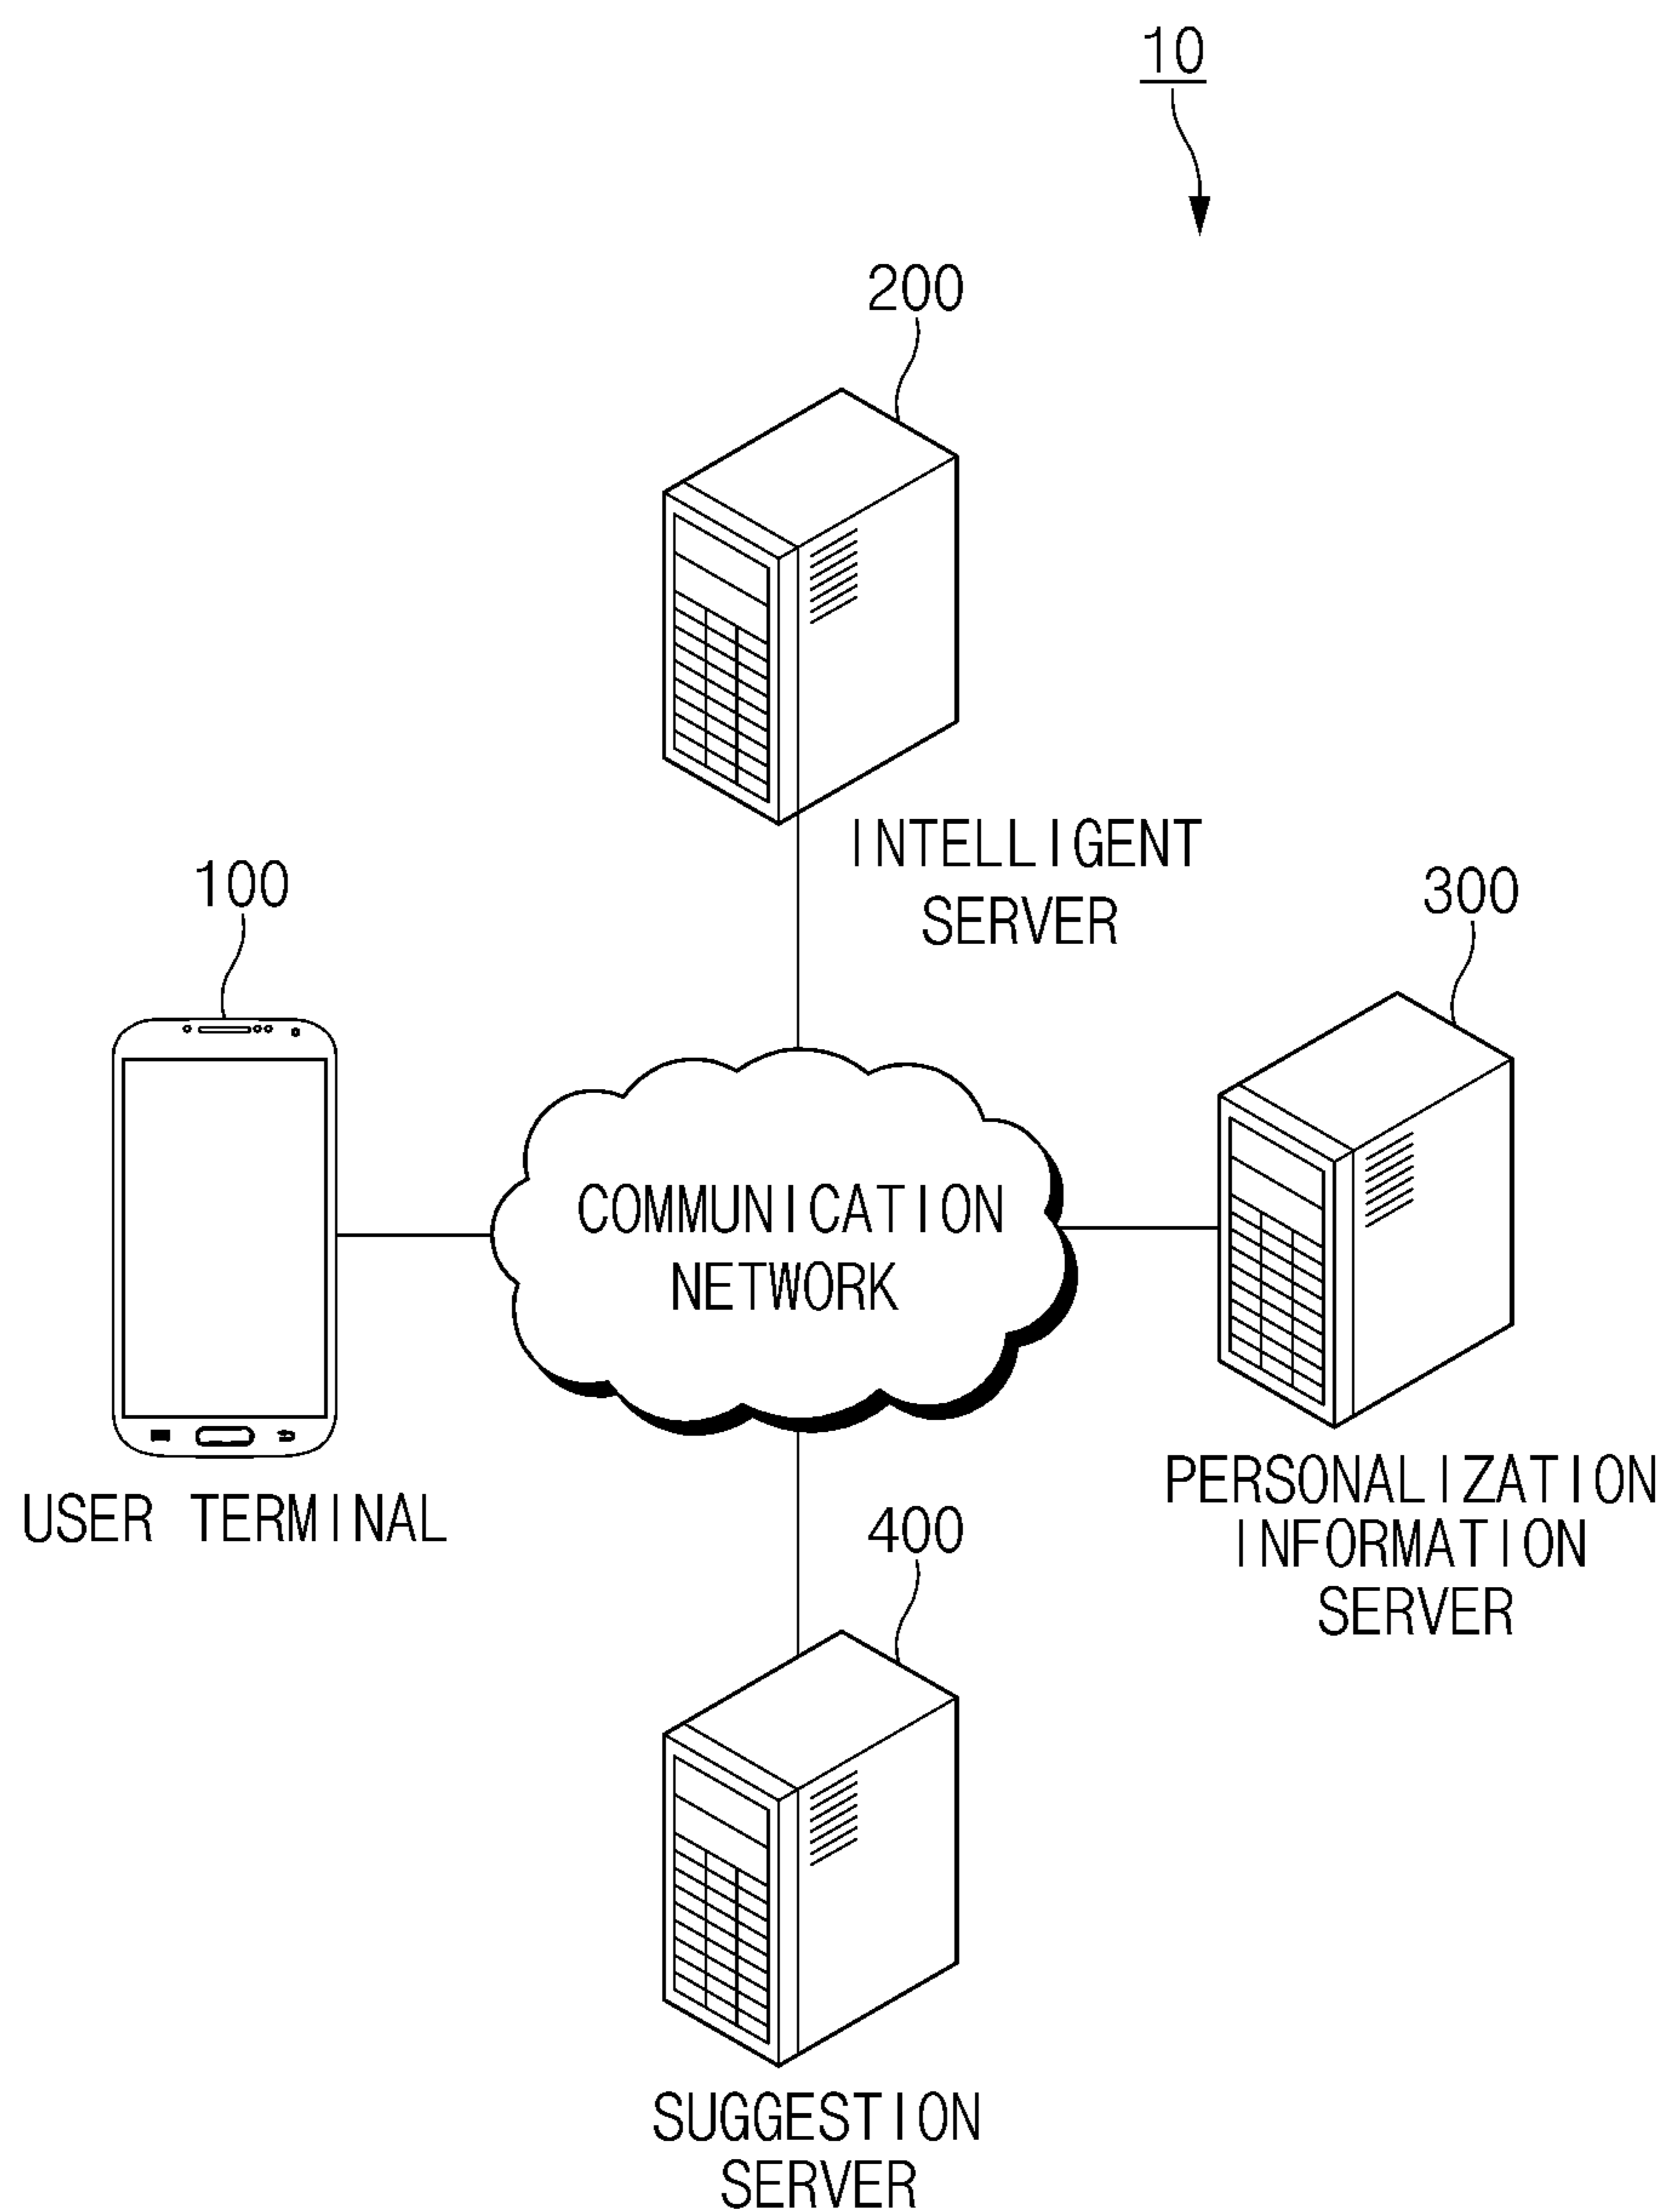 10
200
INTELLIGENT
SERVER
100
300
COMMUNICATION
NETWORK
USER TERMINAL
PERSONALIZATION
INFORMATION
SERVER
400
SUGGESTION
SERVER